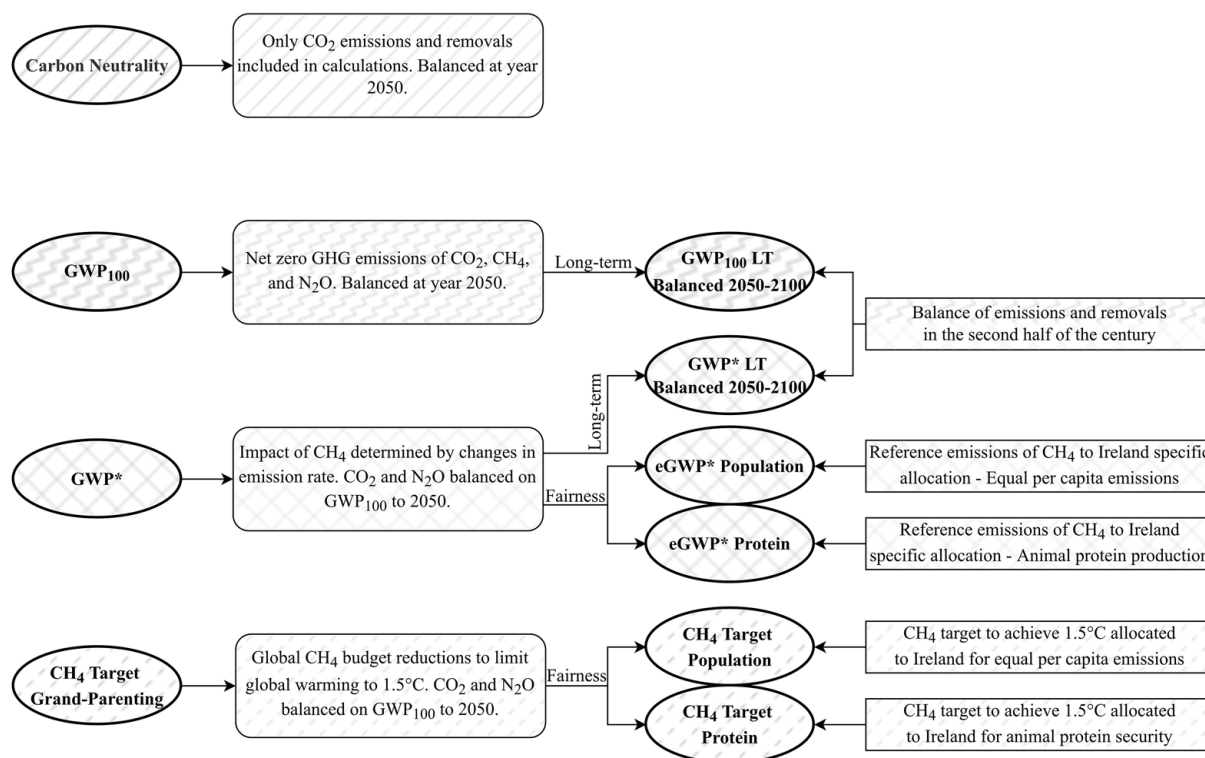 Carbon Neutrality
Only CO₂ emissions and removals
included in calculations. Balanced at year
2050.
GWP₁₀₀
Net zero GHG emissions of CO₂, CH₄,
and N₂O. Balanced at year 2050.
Long-term
GWP₁₀₀ LT
Balanced 2050-2100
Balance of emissions and removals
in the second half of the century
GWP* LT
Balanced 2050-2100
Long-term
GWP*
Impact of CH₄ determined by changes in
emission rate. CO₂ and N₂O balanced on
GWP₁₀₀ to 2050.
Fairness
eGWP* Population
Reference emissions of CH₄ to Ireland specific
allocation - Equal per capita emissions
eGWP* Protein
Reference emissions of CH₄ to Ireland
specific allocation - Animal protein production
CH₄ Target
Grand-Parenting
Global CH₄ budget reductions to limit
global warming to 1.5°C. CO₂ and N₂O
balanced on GWP₁₀₀ to 2050.
Fairness
CH₄ Target
Population
CH₄ target to achieve 1.5°C allocated
to Ireland for equal per capita emissions
CH₄ Target
Protein
CH₄ target to achieve 1.5°C allocated
to Ireland for animal protein security